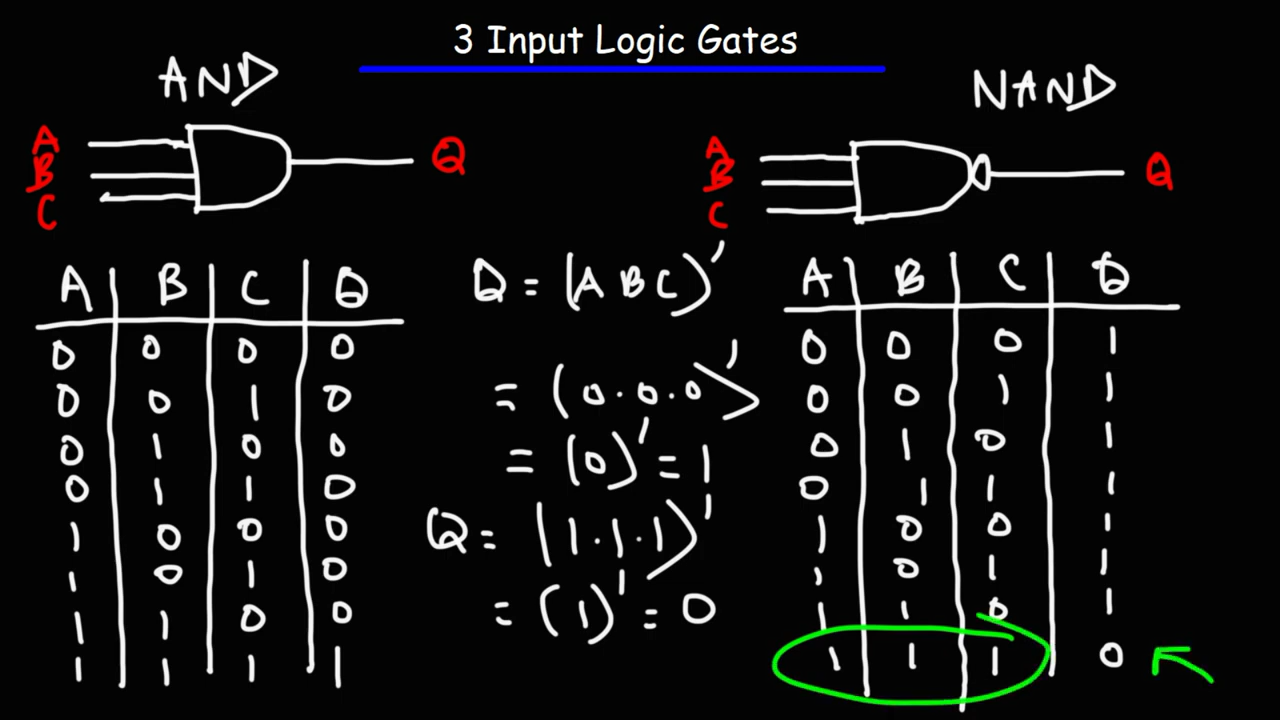 3 Input Logic Gates
AND
A
B
C
Q
A B C Q
0 0 0 0
0 0 1 0
0 1 0 0
0 1 1 0
1 0 0 0
1 0 1 0
1 1 0 0
1 1 1 1
Q = (A B C)'
= (0.0.0)'
= (0)' = 1
Q = (1.1.1)'
= (1)' = 0
NAND
A
B
C
Q
A B C Q
0 0 0 1
0 0 1 1
0 1 0 1
0 1 1 1
1 0 0 1
1 0 1 1
1 1 0 1
1 1 1 0